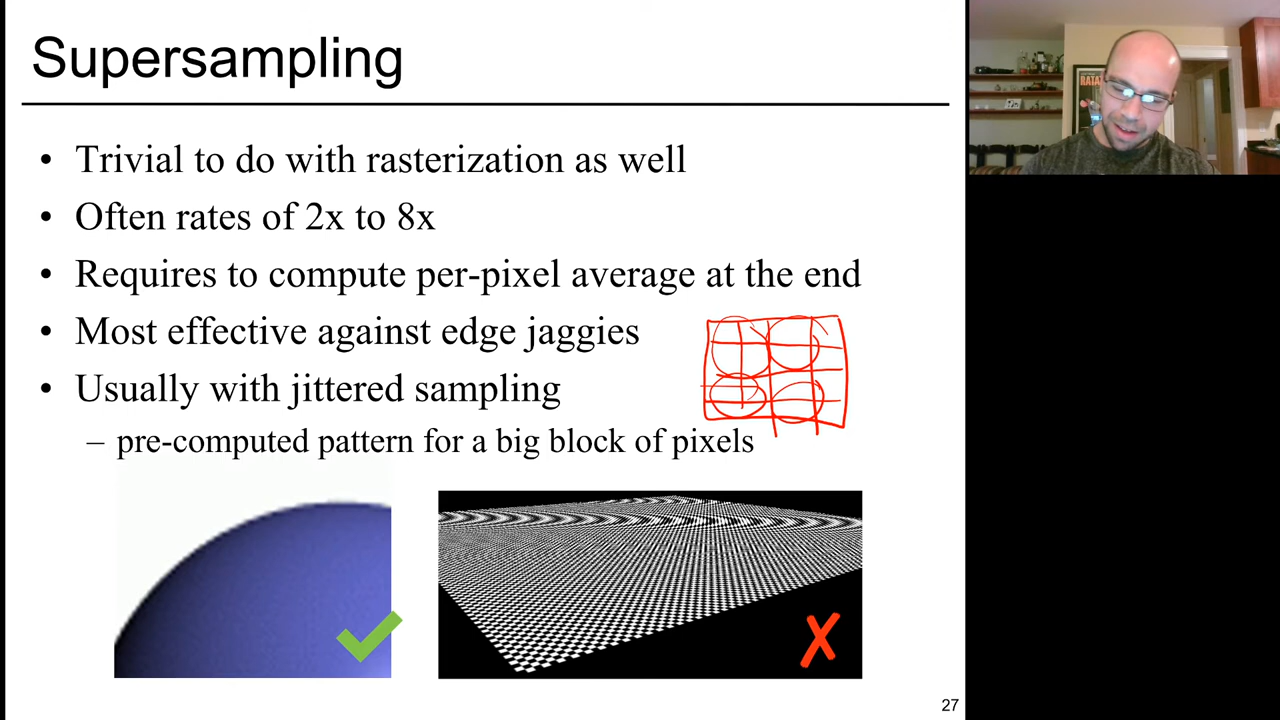 Supersampling
• Trivial to do with rasterization as well
• Often rates of 2x to 8x
• Requires to compute per-pixel average at the end
• Most effective against edge jaggies
• Usually with jittered sampling
– pre-computed pattern for a big block of pixels
27